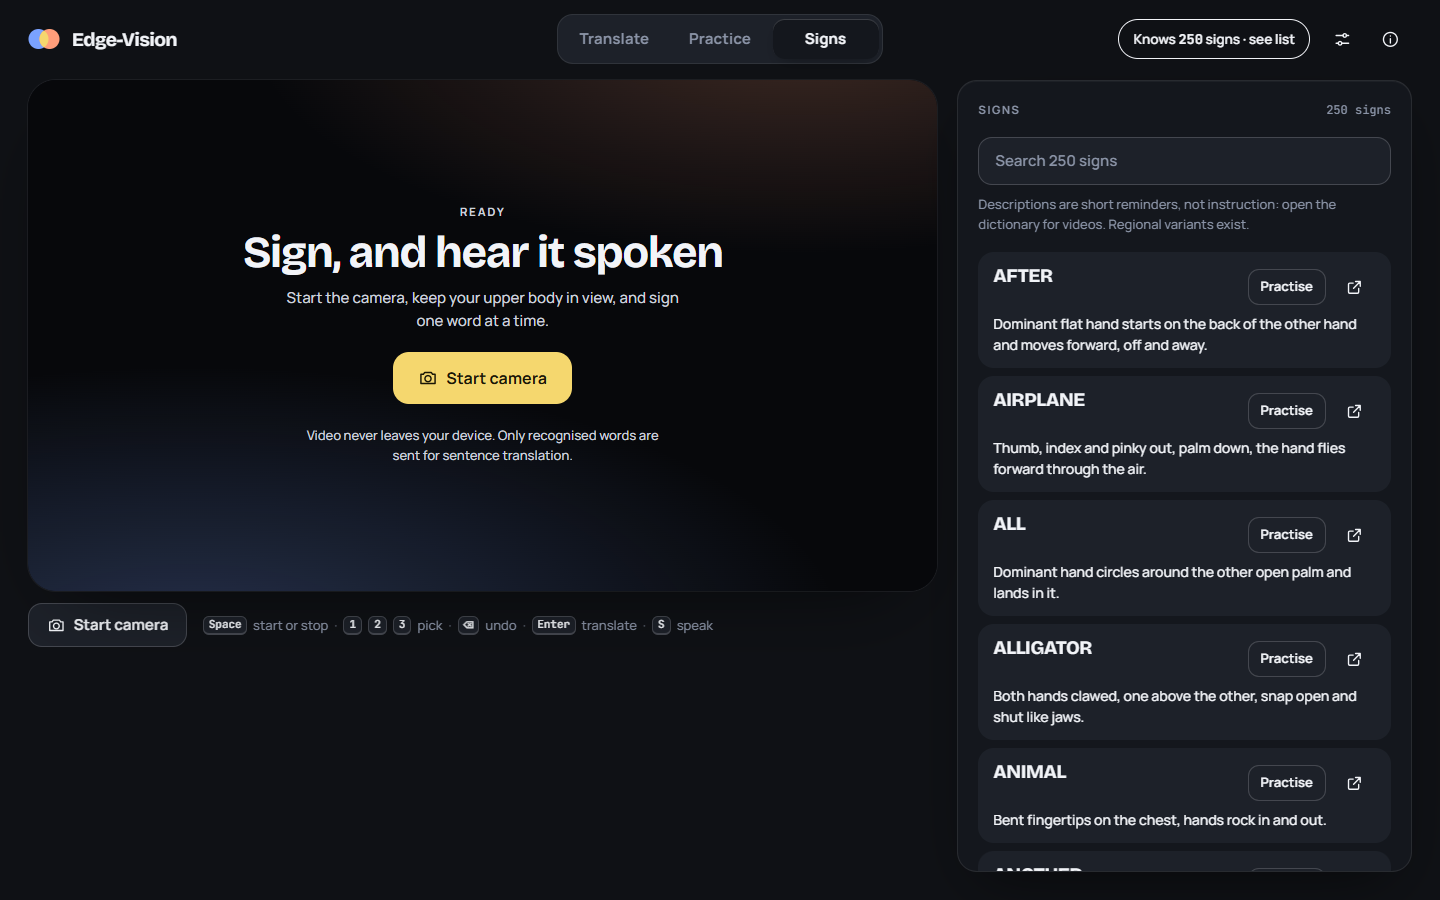 Edge-Vision
Translate Practice Signs
Knows 250 signs · see list
READY
Sign, and hear it spoken
Start the camera, keep your upper body in view, and sign
one word at a time.
Start camera
Video never leaves your device. Only recognised words are
sent for sentence translation.
Start camera
Space start or stop · 1 2 3 pick · ⌫ undo · Enter translate · S speak
SIGNS
250 signs
Search 250 signs
Descriptions are short reminders, not instruction: open the
dictionary for videos. Regional variants exist.
AFTER
Practise
Dominant flat hand starts on the back of the other hand
and moves forward, off and away.
AIRPLANE
Practise
Thumb, index and pinky out, palm down, the hand flies
forward through the air.
ALL
Practise
Dominant hand circles around the other open palm and
lands in it.
ALLIGATOR
Practise
Both hands clawed, one above the other, snap open and
shut like jaws.
ANIMAL
Practise
Bent fingertips on the chest, hands rock in and out.
ANOTHER